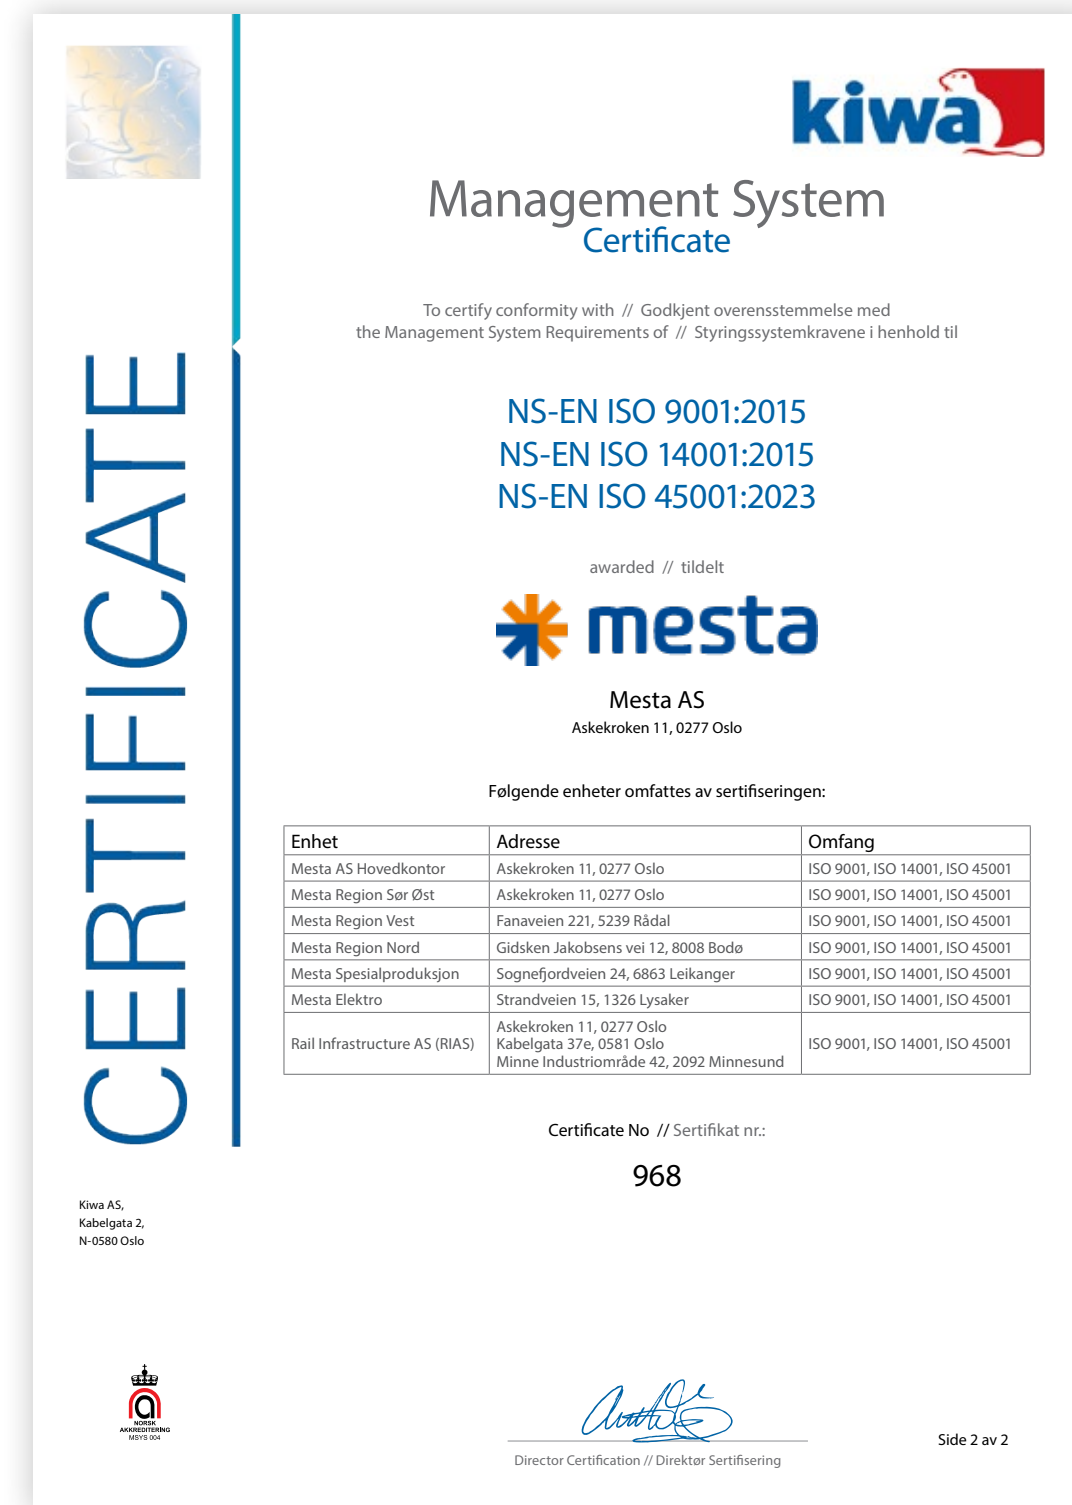 kiwa
Management System
Certificate
To certify conformity with // Godkjent overensstemmelse med
the Management System Requirements of // Styringssystemkravene i henhold til
NS-EN ISO 9001:2015
NS-EN ISO 14001:2015
NS-EN ISO 45001:2023
awarded // tildelt
mesta
Mesta AS
Askekroken 11, 0277 Oslo
Følgende enheter omfattes av sertifiseringen:
Enhet Adresse Omfang
Mesta AS Hovedkontor Askekroken 11, 0277 Oslo ISO 9001, ISO 14001, ISO 45001
Mesta Region Sør Øst Askekroken 11, 0277 Oslo ISO 9001, ISO 14001, ISO 45001
Mesta Region Vest Fanaveien 221, 5239 Rådal ISO 9001, ISO 14001, ISO 45001
Mesta Region Nord Gidsken Jakobsens vei 12, 8008 Bodø ISO 9001, ISO 14001, ISO 45001
Mesta Spesialproduksjon Sognefjordveien 24, 6863 Leikanger ISO 9001, ISO 14001, ISO 45001
Mesta Elektro Strandveien 15, 1326 Lysaker ISO 9001, ISO 14001, ISO 45001
Rail Infrastructure AS (RIAS) Askekroken 11, 0277 Oslo
Kabelgata 37e, 0581 Oslo
Minne Industriområde 42, 2092 Minnesund
ISO 9001, ISO 14001, ISO 45001
Certificate No // Sertifikat nr.:
968
CERTIFICATE
Kiwa AS,
Kabelgata 2,
N-0580 Oslo
NORSK
AKKREDITERING
MSYS 004
Director Certification // Direktør Sertifisering
Side 2 av 2